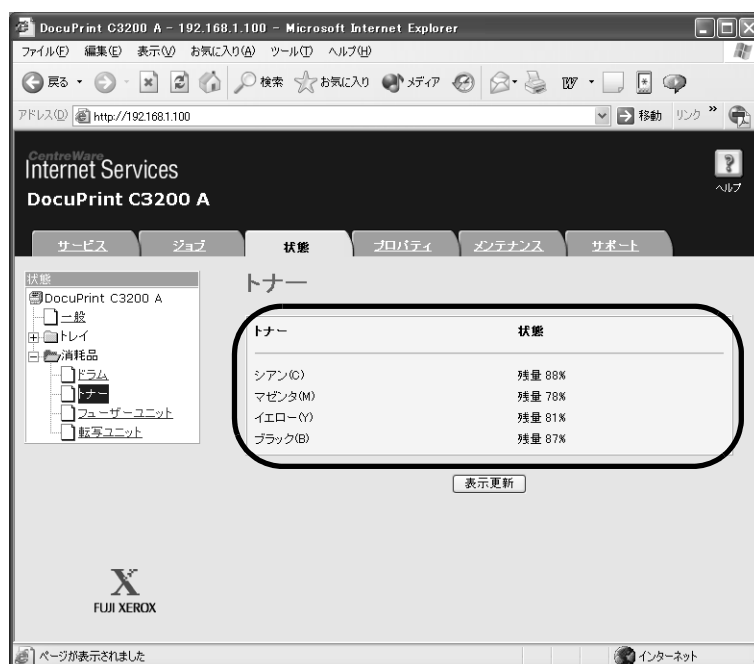 DocuPrint C3200 A - 192.168.1.100 - Microsoft Internet Explorer
ファイル(F) 編集(E) 表示(V) お気に入り(A) ツール(T) ヘルプ(H)
戻る 検索 お気に入り メディア
アドレス(D) http://192.168.1.100 移動 リンク »
CentreWare
Internet Services
DocuPrint C3200 A
ヘルプ
サービス ジョブ 状態 プロパティ メンテナンス サポート
状態
DocuPrint C3200 A
一般
トレイ
消耗品
ドラム
トナー
フューザーユニット
転写ユニット
トナー
トナー 状態
シアン(C) 残量 88%
マゼンタ(M) 残量 78%
イエロー(Y) 残量 81%
ブラック(B) 残量 87%
表示更新
X
FUJI XEROX
ページが表示されました インターネット